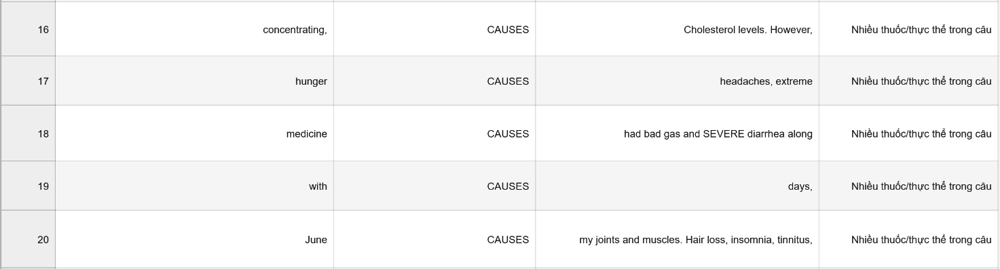 16 concentrating, CAUSES Cholesterol levels. However, Nhiều thuốc/thực thể trong câu
17 hunger CAUSES headaches, extreme Nhiều thuốc/thực thể trong câu
18 medicine CAUSES had bad gas and SEVERE diarrhea along Nhiều thuốc/thực thể trong câu
19 with CAUSES days, Nhiều thuốc/thực thể trong câu
20 June CAUSES my joints and muscles. Hair loss, insomnia, tinnitus, Nhiều thuốc/thực thể trong câu